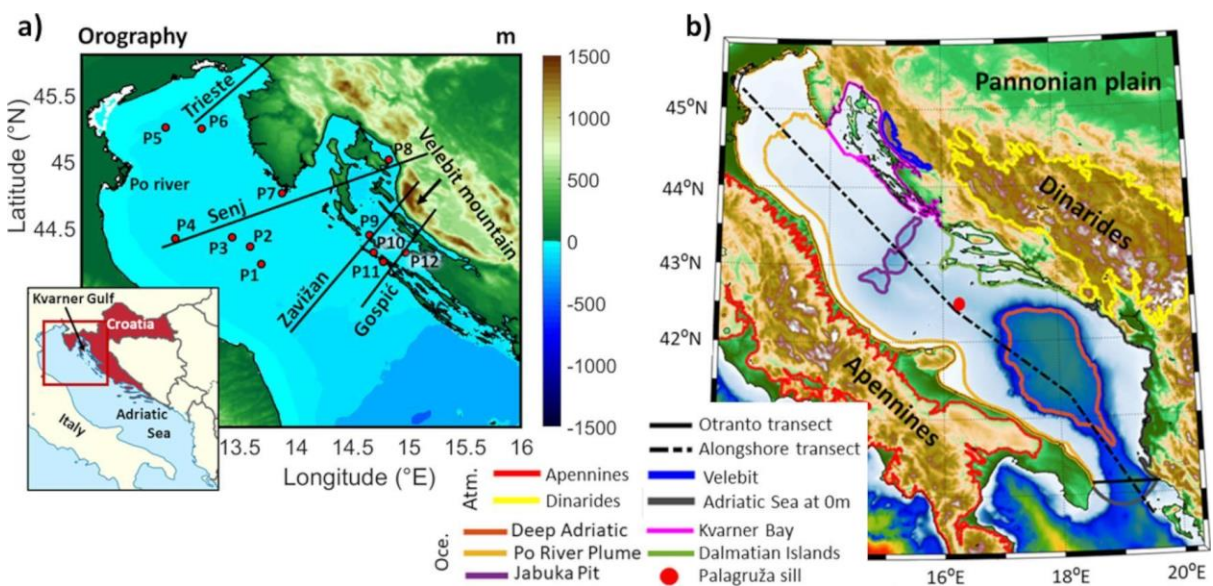 a)
Orography
m
Latitude (°N)
45.5
45
44.5
Trieste
P5
P6
P8
Po river
P7
Senj
Velebit mountain
P4
P3
P2
P9
P1
P10
P12
P11
Zavižan
Gospić
1500
1000
500
0
-500
-1000
-1500
13.5
14
14.5
15
15.5
16
Longitude (°E)
Kvarner Gulf
Croatia
Adriatic
Sea
Italy
b)
Pannonian plain
Dinarides
Apennines
45°N
44°N
43°N
42°N
16°E
18°E
20°E
Otranto transect
Alongshore transect
Atm.
Apennines
Velebit
Dinarides
Adriatic Sea at 0m
Oce.
Deep Adriatic
Kvarner Bay
Po River Plume
Dalmatian Islands
Jabuka Pit
Palagruža sill